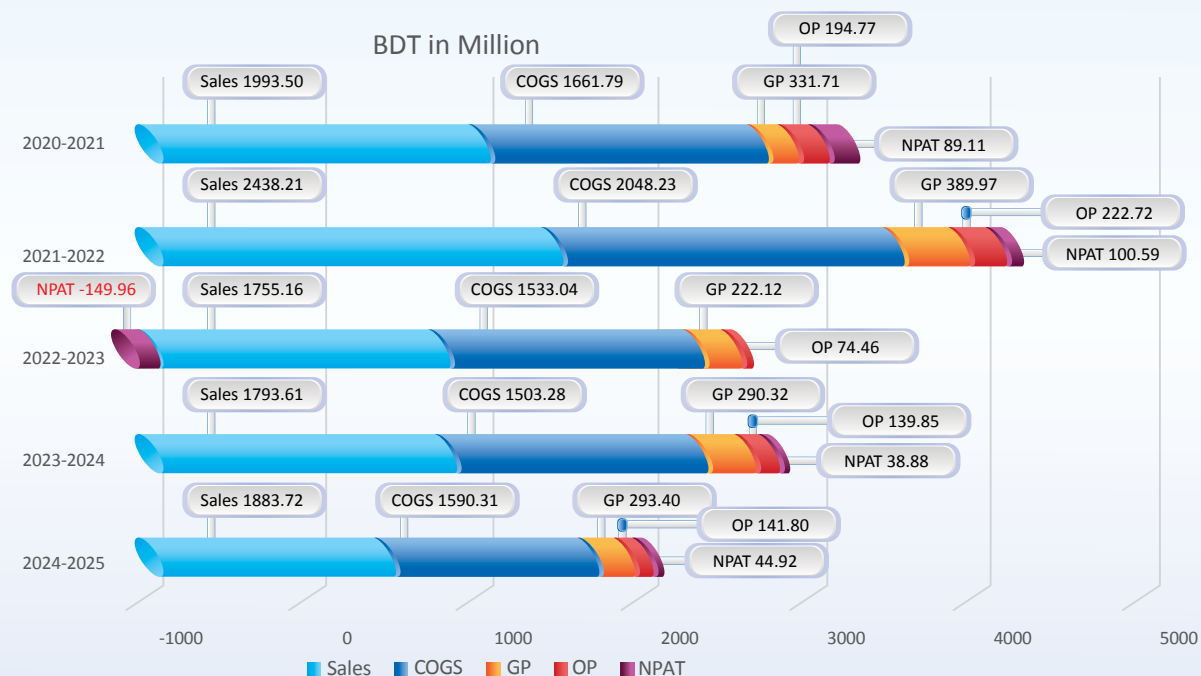 OP 194.77
BDT in Million
Sales 1993.50
COGS 1661.79
GP 331.71
2020-2021
NPAT 89.11
Sales 2438.21
COGS 2048.23
GP 389.97
OP 222.72
2021-2022
NPAT 100.59
NPAT -149.96
Sales 1755.16
COGS 1533.04
GP 222.12
2022-2023
OP 74.46
Sales 1793.61
COGS 1503.28
GP 290.32
OP 139.85
2023-2024
NPAT 38.88
Sales 1883.72
COGS 1590.31
GP 293.40
OP 141.80
2024-2025
NPAT 44.92
-1000 0 1000 2000 3000 4000 5000
Sales COGS GP OP NPAT